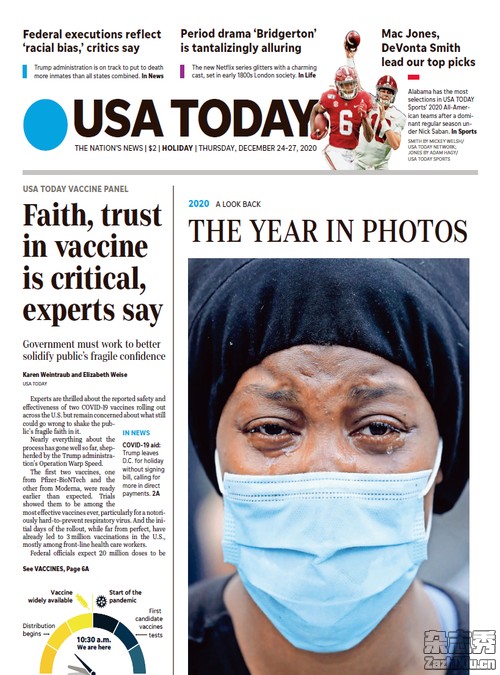 Federal executions reflect
‘racial bias,’ critics say
Trump administration is on track to put to death
more inmates than all states combined. In News
Period drama ‘Bridgerton’
is tantalizingly alluring
The new Netflix series glitters with a charming
cast, set in early 1800s London society. In Life
Mac Jones,
DeVonta Smith
lead our top picks
Alabama has the most
selections in USA TODAY
Sports’ 2020 All-Amer-
ican teams after a domi-
nant regular season un-
der Nick Saban. In Sports
SMITH BY MICKEY WELSH/
USA TODAY NETWORK;
JONES BY ADAM HAGY/
USA TODAY SPORTS
USA TODAY
THE NATION'S NEWS | $2 | HOLIDAY | THURSDAY, DECEMBER 24-27, 2020
USA TODAY VACCINE PANEL
Faith, trust
in vaccine
is critical,
experts say
Government must work to better
solidify public’s fragile confidence
Karen Weintraub and Elizabeth Weise
USA TODAY
Experts are thrilled about the reported safety and
effectiveness of two COVID-19 vaccines rolling out
across the U.S. but remain concerned about what still
could go wrong to shake the pub-
lic’s fragile faith in it.
Nearly everything about the
process has gone well so far, shep-
herded by the Trump administra-
tion’s Operation Warp Speed.
The first two vaccines, one
from Pfizer-BioNTech and the
other from Moderna, were ready
earlier than expected. Trials
showed them to be among the
most effective vaccines ever, particularly for a notori-
ously hard-to-prevent respiratory virus. And the ini-
tial days of the rollout, while far from perfect, have
already led to 3 million vaccinations in the U.S.,
mostly among front-line health care workers.
Federal officials expect 20 million doses to be
See VACCINES, Page 6A
IN NEWS
COVID-19 aid:
Trump leaves
D.C. for holiday
without signing
bill, calling for
more in direct
payments. 2A
Vaccine
widely available
Start of the
pandemic
Distribution
begins
First
candidate
vaccines
tests
10:30 a.m.
We are here
2020 A LOOK BACK
THE YEAR IN PHOTOS
杂志秀
ZaZhiXiu.cn